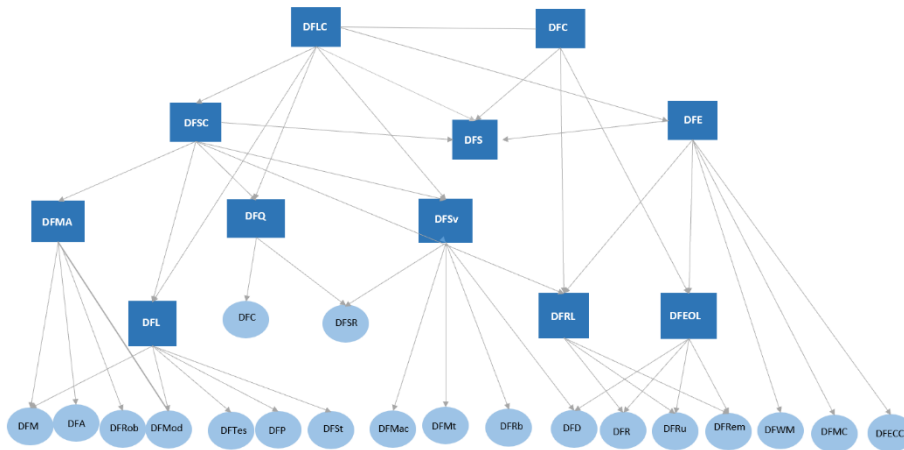 DFLC
DFC
DFSC
DFS
DFE
DFMA
DFQ
DFSv
DFL
DFC
DFSR
DFRL
DFEOL
DFM
DFA
DFRob
DFMod
DFTes
DFP
DFSt
DFMac
DFMt
DFRb
DFD
DFR
DFRu
DFRem
DFWM
DFMC
DFECC